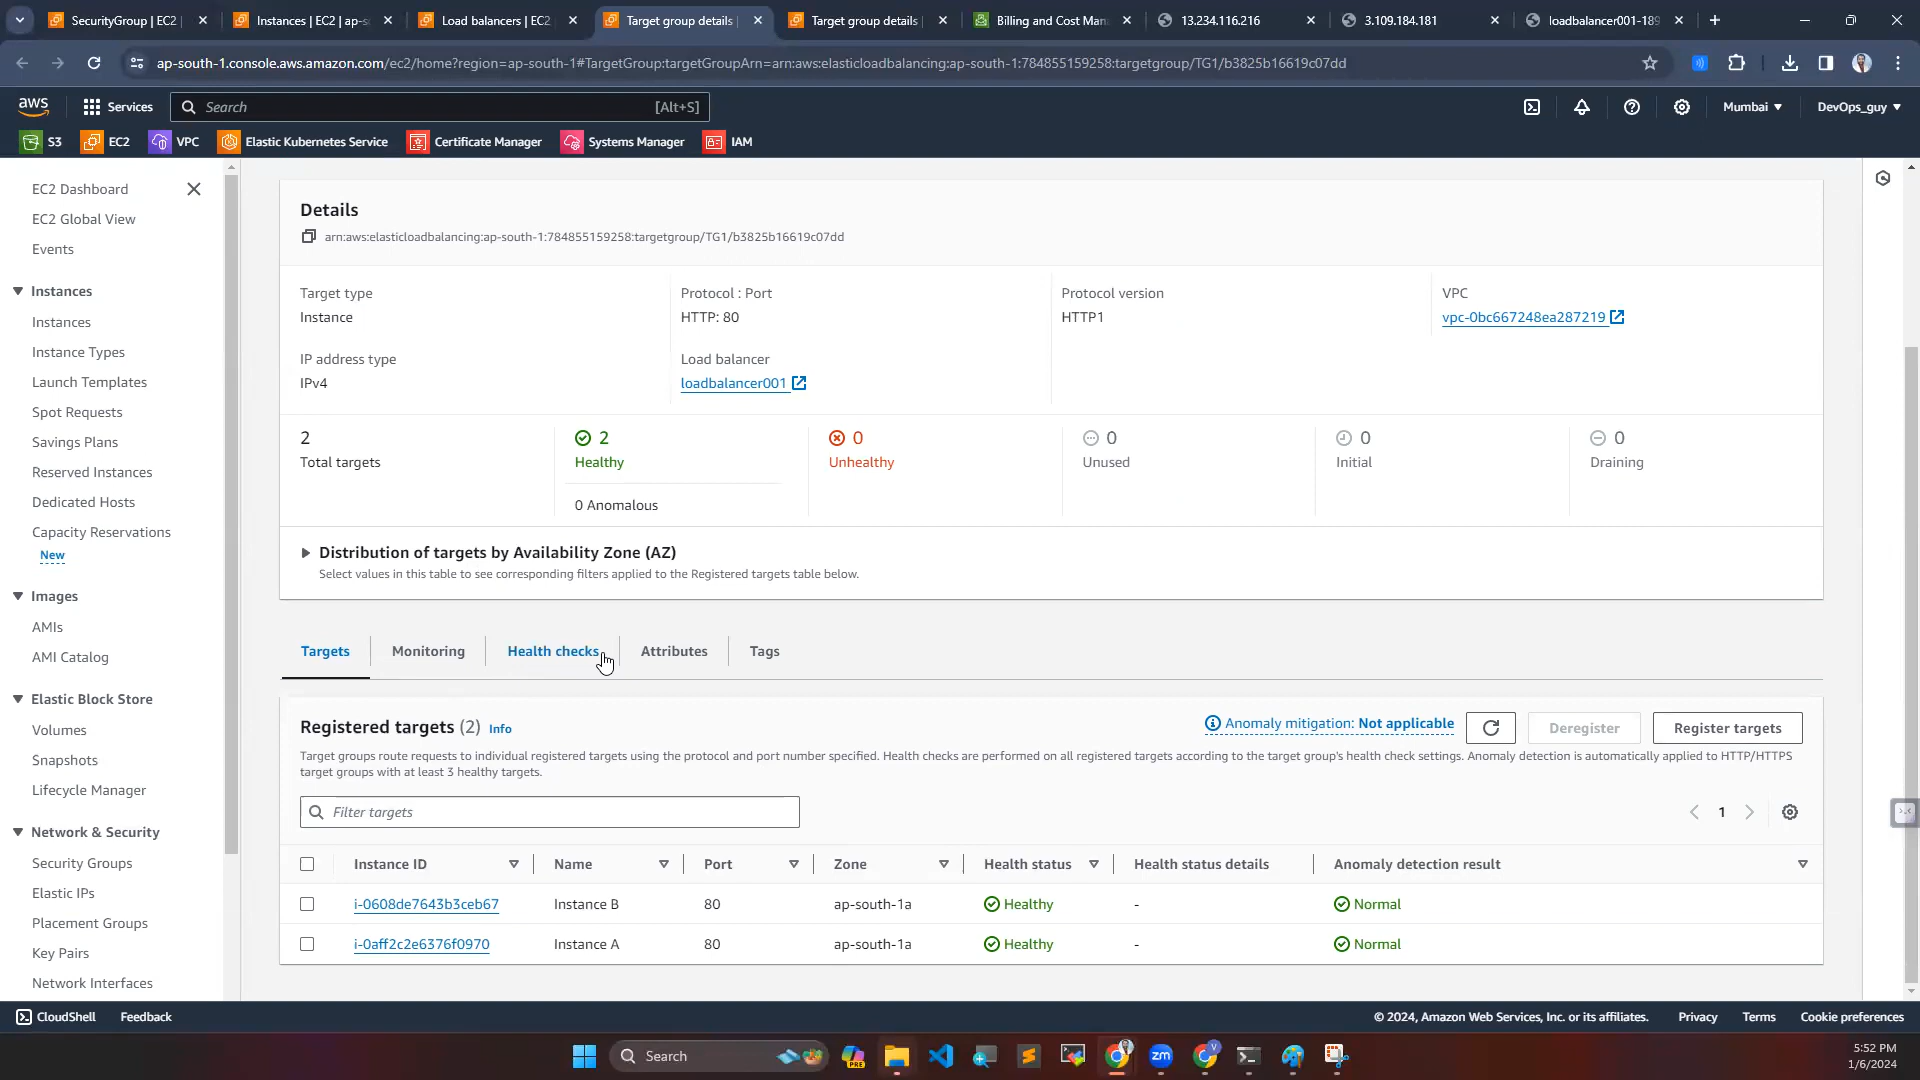 SecurityGroup | EC2
Instances | EC2 | ap-s
Load balancers | EC2
Target group details
Target group details
Billing and Cost Man
13.234.116.216
3.109.184.181
loadbalancer001-189
ap-south-1.console.aws.amazon.com/ec2/home?region=ap-south-1#TargetGroup:targetGroupArn=arn:aws:elasticloadbalancing:ap-south-1:784855159258:targetgroup/TG1/b3825b16619c07dd
aws
Services
Search
[Alt+S]
Mumbai
DevOps_guy
S3
EC2
VPC
Elastic Kubernetes Service
Certificate Manager
Systems Manager
IAM
EC2 Dashboard
EC2 Global View
Events
Instances
Instances
Instance Types
Launch Templates
Spot Requests
Savings Plans
Reserved Instances
Dedicated Hosts
Capacity Reservations
New
Images
AMIs
AMI Catalog
Elastic Block Store
Volumes
Snapshots
Lifecycle Manager
Network & Security
Security Groups
Elastic IPs
Placement Groups
Key Pairs
Network Interfaces
Details
arn:aws:elasticloadbalancing:ap-south-1:784855159258:targetgroup/TG1/b3825b16619c07dd
Target type
Instance
Protocol : Port
HTTP: 80
Protocol version
HTTP1
VPC
vpc-0bc667248ea287219
IP address type
IPv4
Load balancer
loadbalancer001
2
Total targets
2
Healthy
0 Anomalous
0
Unhealthy
0
Unused
0
Initial
0
Draining
Distribution of targets by Availability Zone (AZ)
Select values in this table to see corresponding filters applied to the Registered targets table below.
Targets
Monitoring
Health checks
Attributes
Tags
Registered targets (2) Info
Anomaly mitigation: Not applicable
Deregister
Register targets
Target groups route requests to individual registered targets using the protocol and port number specified. Health checks are performed on all registered targets according to the target group's health check settings. Anomaly detection is automatically applied to HTTP/HTTPS
target groups with at least 3 healthy targets.
Filter targets
1
Instance ID Name Port Zone Health status Health status details Anomaly detection result
i-0608de7643b3ceb67 Instance B 80 ap-south-1a Healthy - Normal
i-0aff2c2e6376f0970 Instance A 80 ap-south-1a Healthy - Normal
CloudShell
Feedback
© 2024, Amazon Web Services, Inc. or its affiliates.
Privacy
Terms
Cookie preferences
Search
PRE
zm
V
5:52 PM
1/6/2024